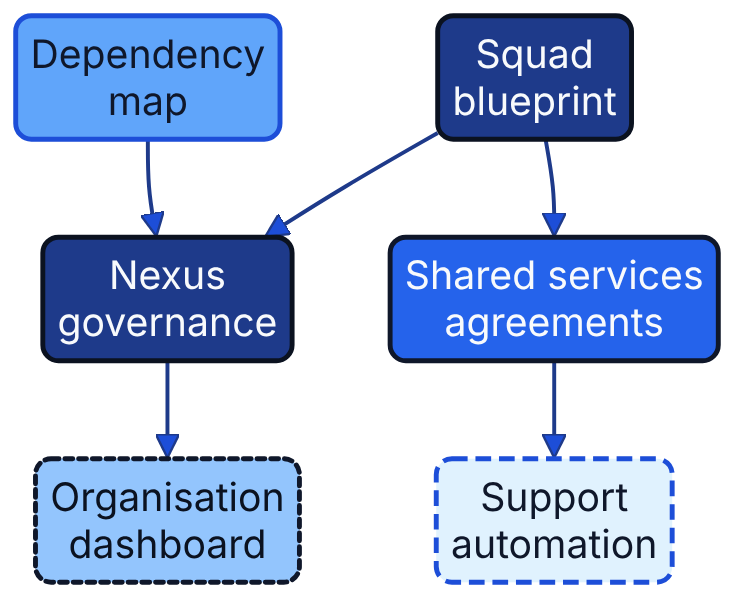 Dependency
map
Squad
blueprint
Nexus
governance
Shared services
agreements
Organisation
dashboard
Support
automation